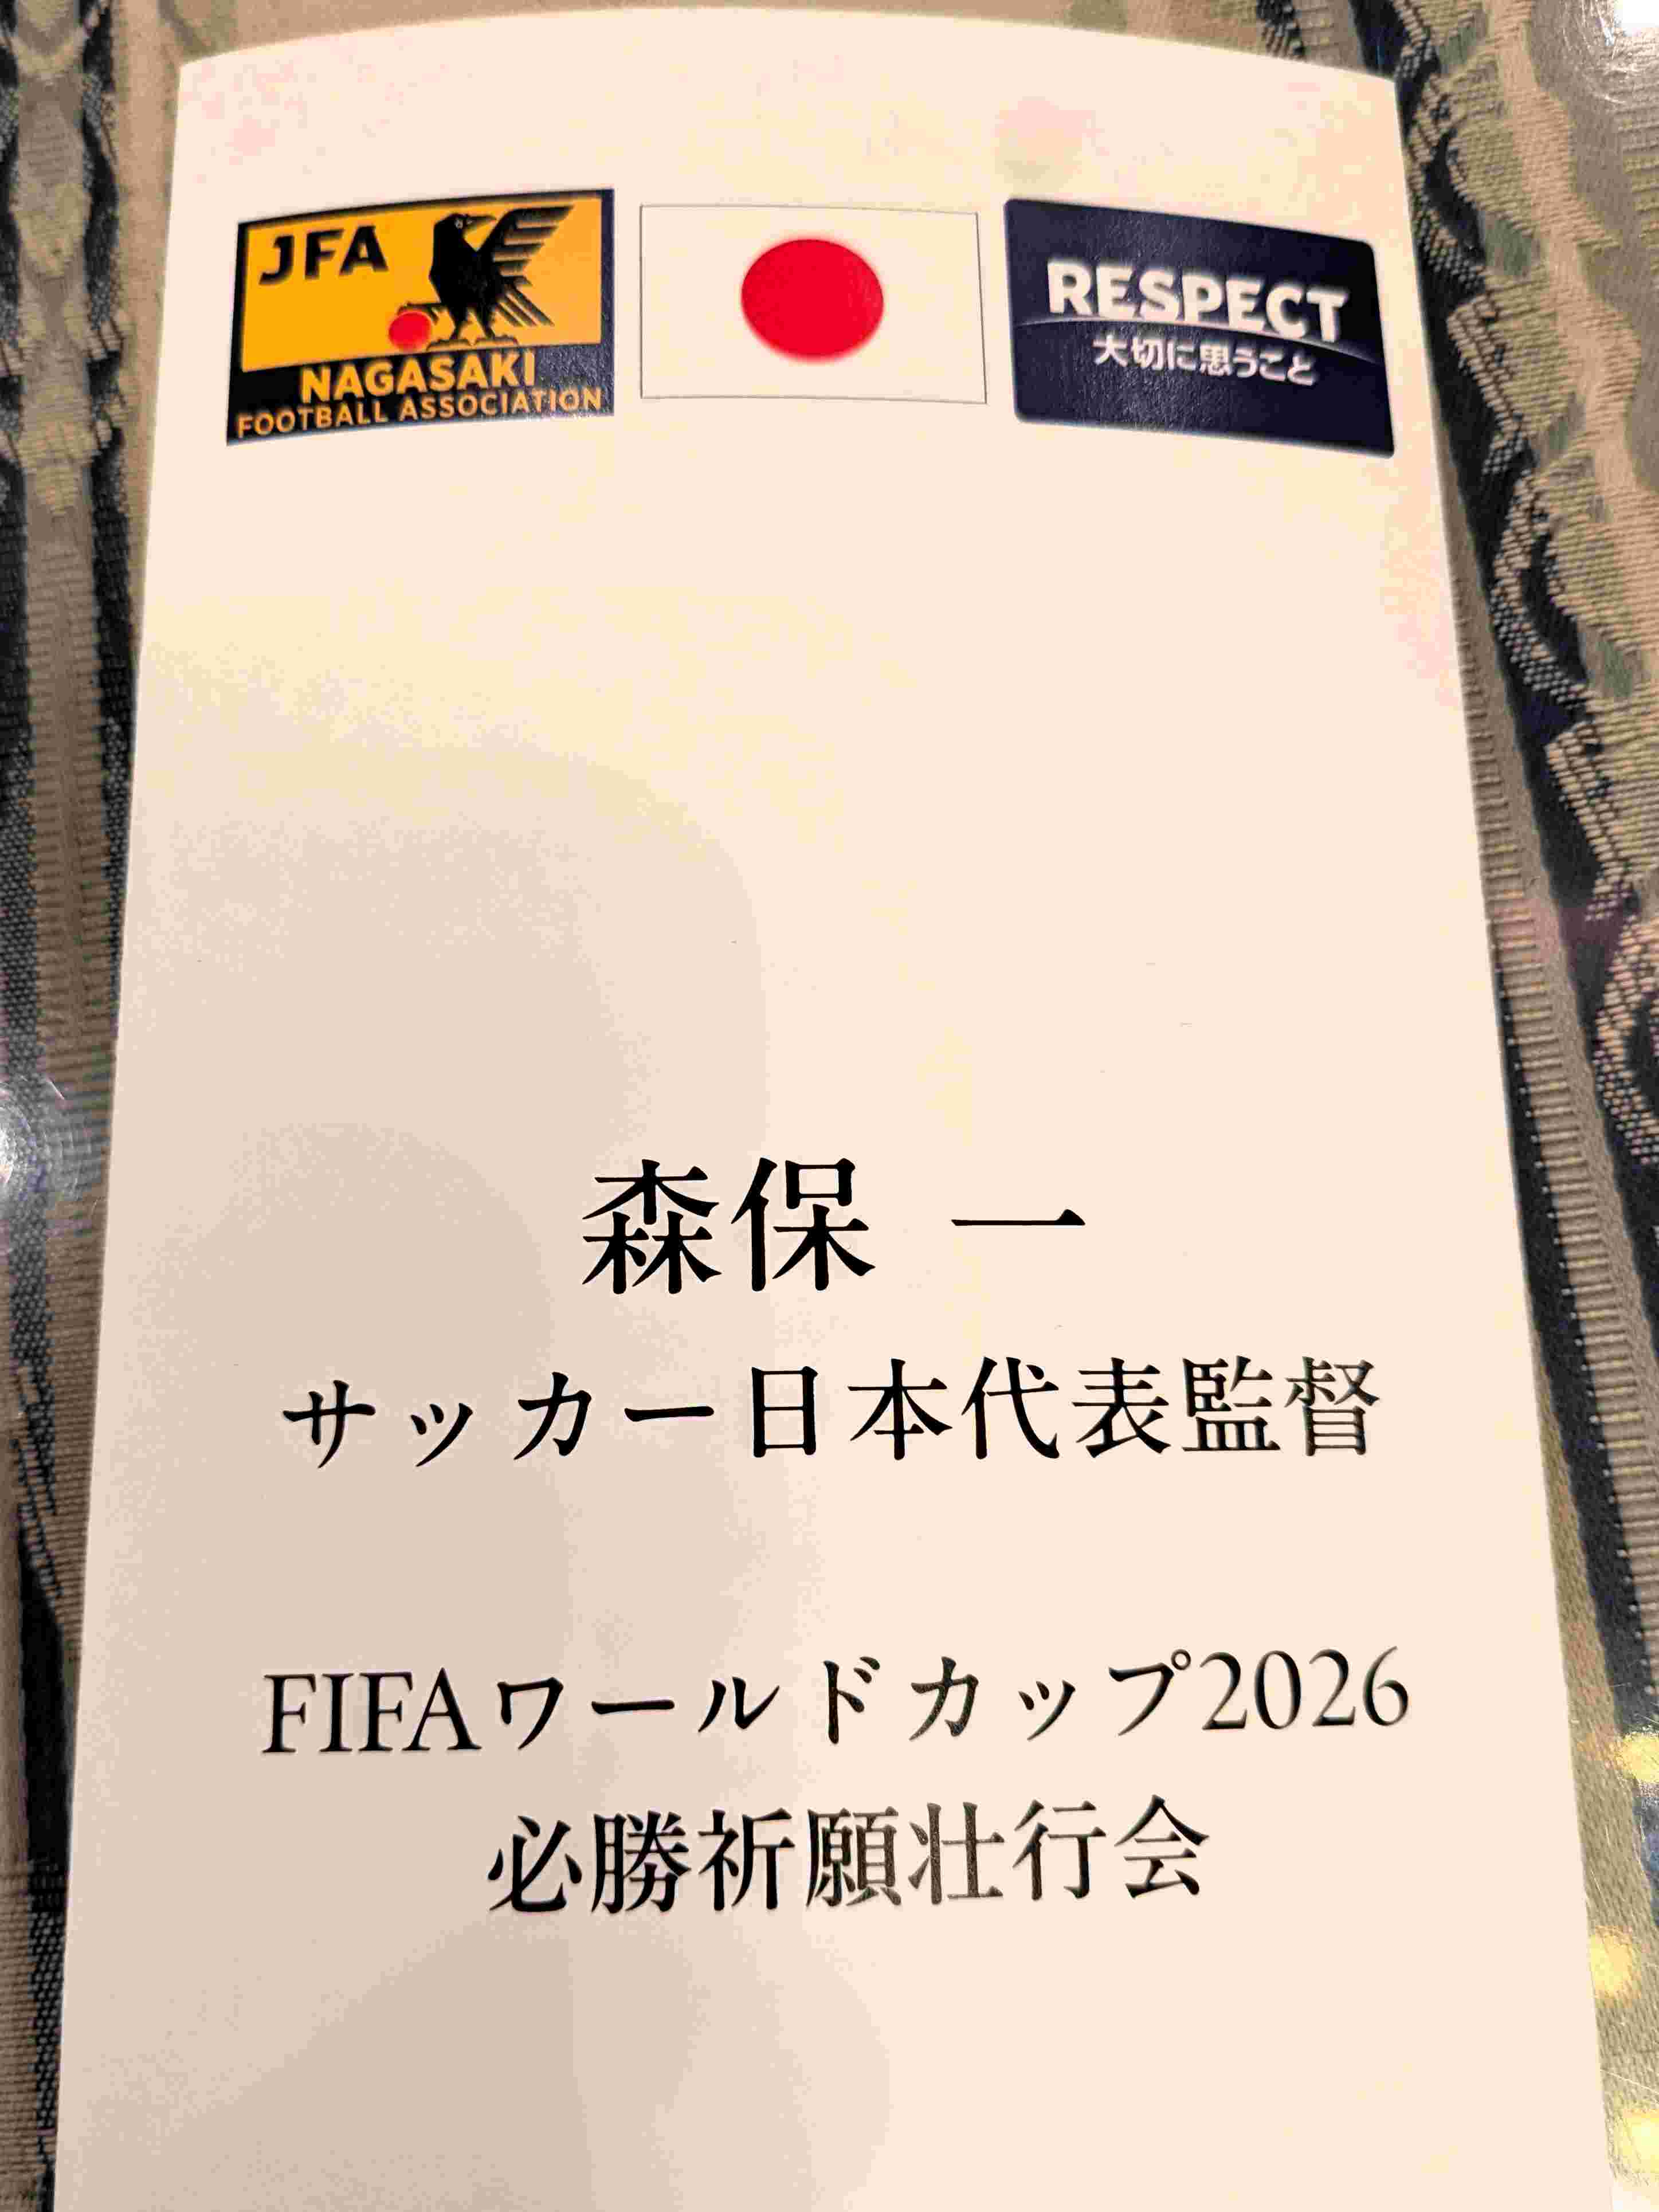 JFA
NAGASAKI
FOOTBALL ASSOCIATION
RESPECT
大切に思うこと
森保 一
サッカー日本代表監督
FIFAワールドカップ2026
必勝祈願壮行会